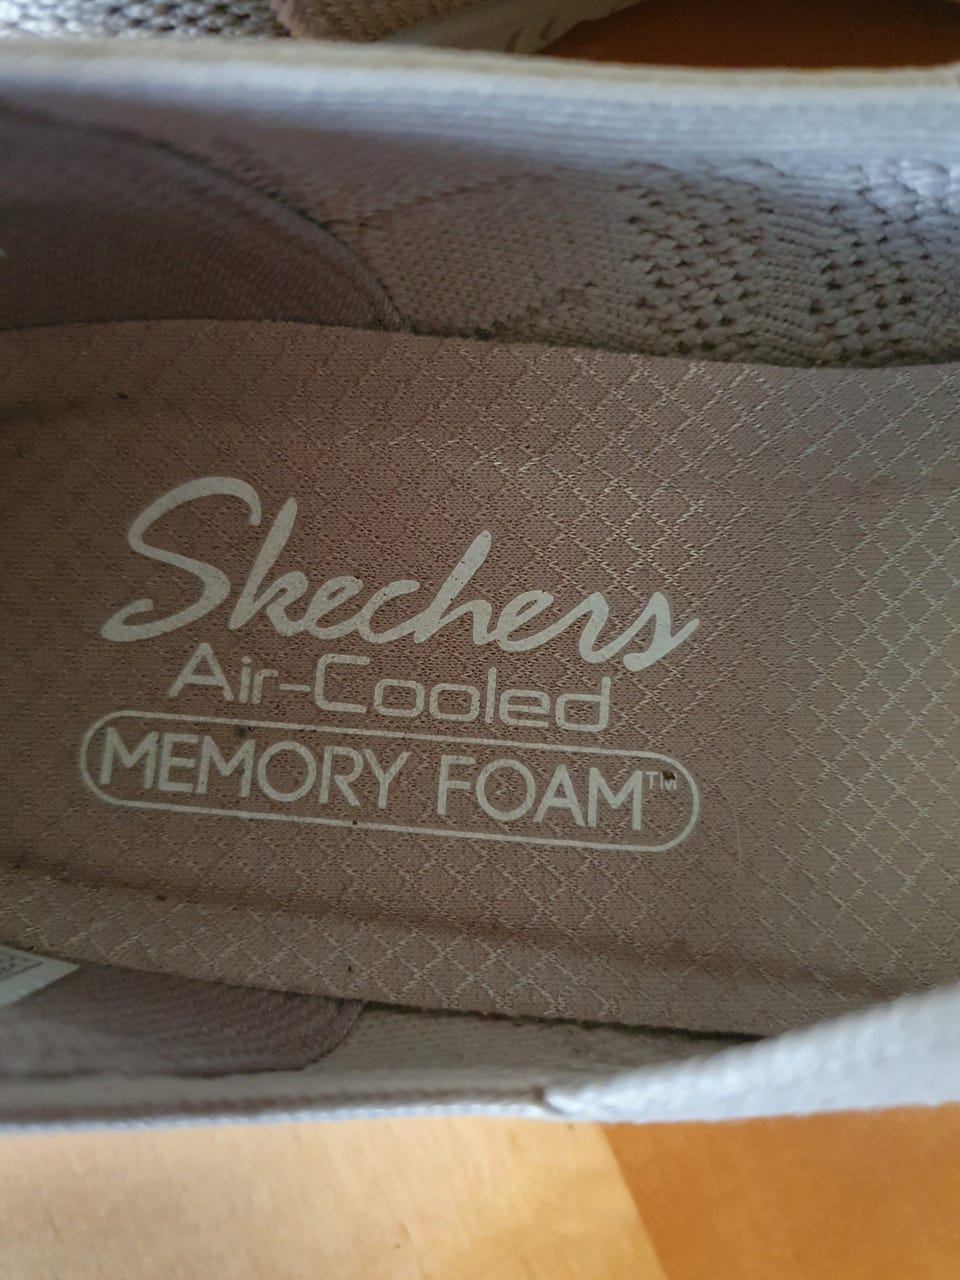 Skechers
Air-Cooled
MEMORY FOAM™